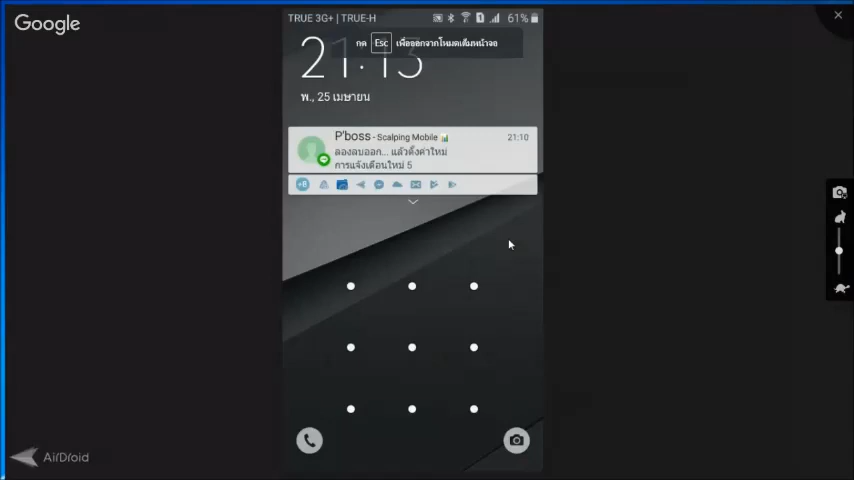 Google
TRUE 3G+ | TRUE-H
61%
กด Esc เพื่อออกจากโหมดเต็มหน้าจอ
21:13
พ., 25 เมษายน
P'boss - Scalping Mobile
21:10
ลองลบออก... แล้วตั้งค่าใหม่
การแจ้งเตือนใหม่ 5
+8
AirDroid